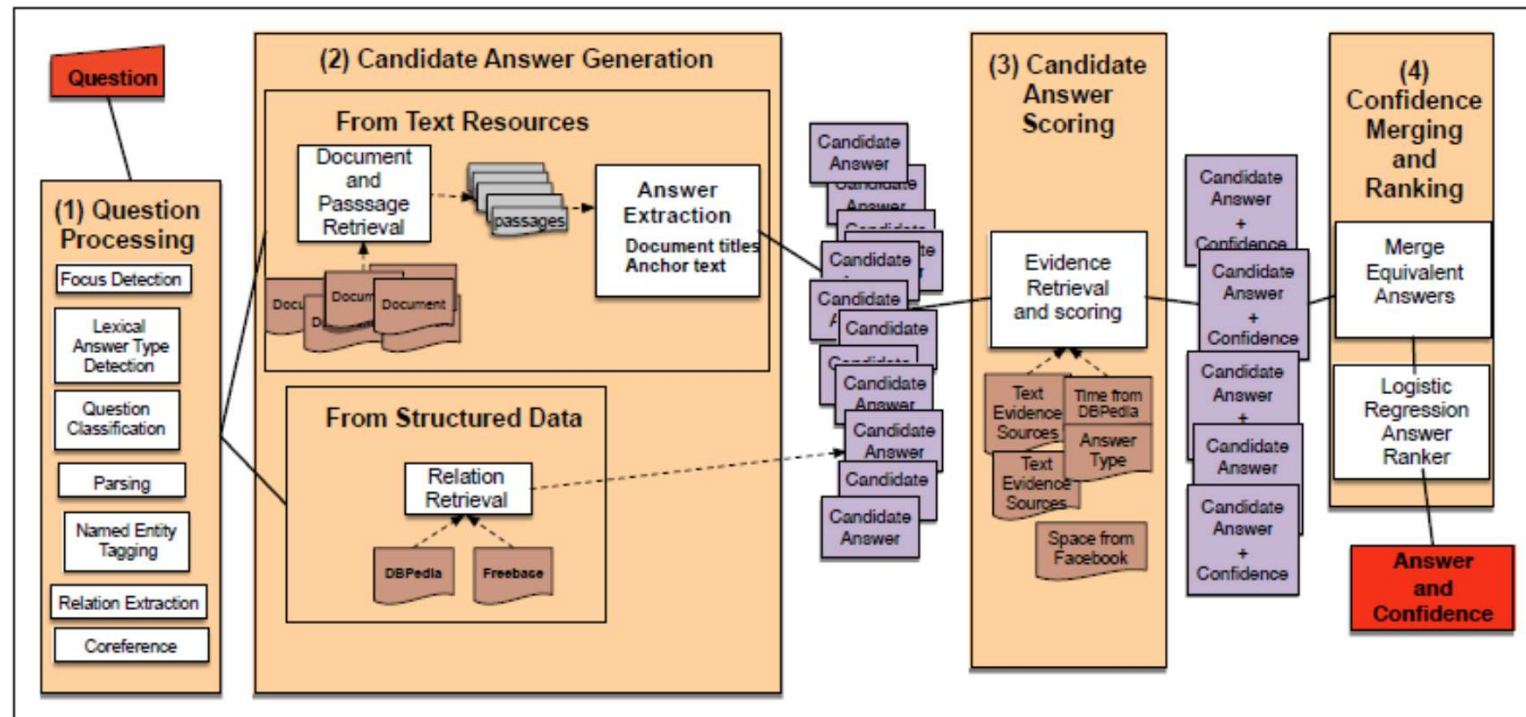 Question
(1) Question
Processing
Focus Detection
Lexical
Answer Type
Detection
Question
Classification
Parsing
Named Entity
Tagging
Relation Extraction
Coreference
(2) Candidate Answer Generation
From Text Resources
Document
and
Passsage
Retrieval
passages
Answer
Extraction
Document titles
Anchor text
Document
From Structured Data
Relation
Retrieval
DBPedia
Freebase
Candidate
Answer
Candidate
Answer
Candidate
Candidate
Candidate
Candidate
Candidate
Candidate
Candidate
Answer
Candidate
Answer
Candidate
Candidate
Answer
(3) Candidate
Answer
Scoring
Evidence
Retrieval
and scoring
Text
Evidence
Sources
Time from
DBPedia
Answer
Type
Text
Evidence
Sources
Space from
Facebook
Candidate
Answer
+
Confidence
Candidate
Answer
+
Confidence
Candidate
Answer
+
Candidate
Answer
Candidate
Answer
+
Confidence
(4)
Confidence
Merging
and
Ranking
Merge
Equivalent
Answers
Logistic
Regression
Answer
Ranker
Answer
and
Confidence